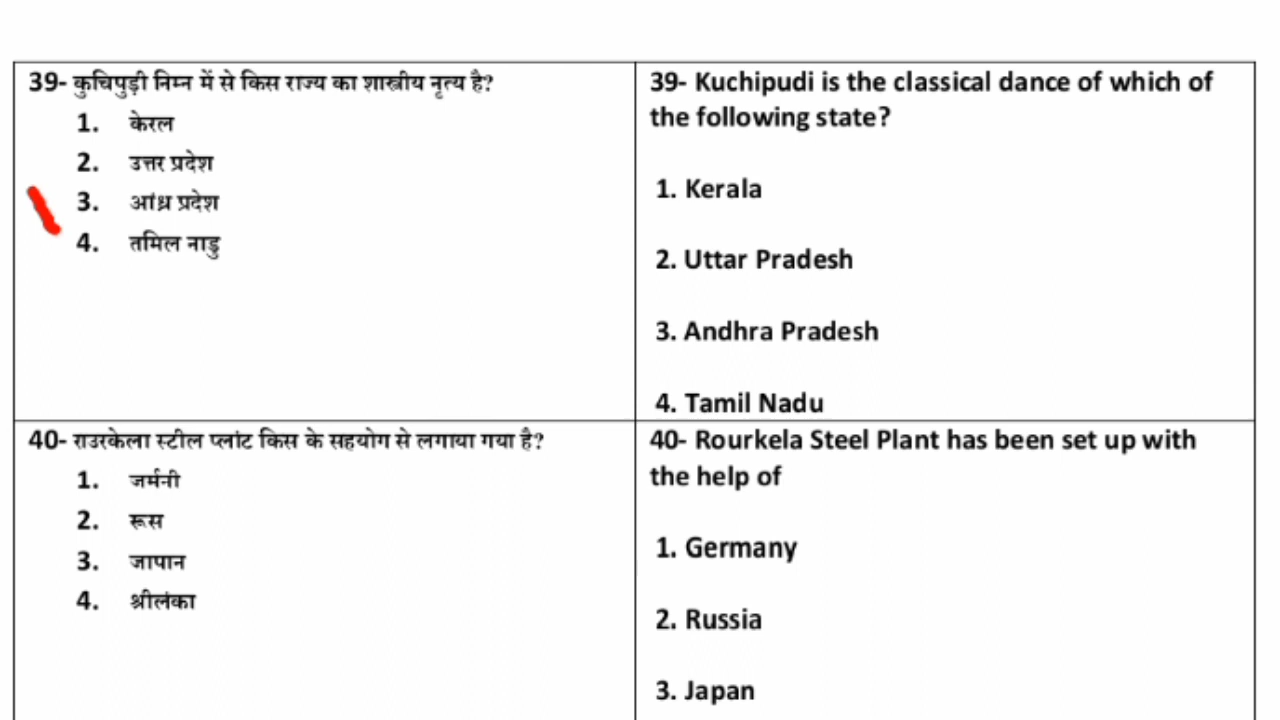 39- कुचिपुड़ी निम्न में से किस राज्य का शास्त्रीय नृत्य है?
1. केरल
2. उत्तर प्रदेश
3. आंध्र प्रदेश
4. तमिल नाडु
39- Kuchipudi is the classical dance of which of
the following state?
1. Kerala
2. Uttar Pradesh
3. Andhra Pradesh
4. Tamil Nadu
40- राउरकेला स्टील प्लांट किस के सहयोग से लगाया गया है?
1. जर्मनी
2. रूस
3. जापान
4. श्रीलंका
40- Rourkela Steel Plant has been set up with
the help of
1. Germany
2. Russia
3. Japan